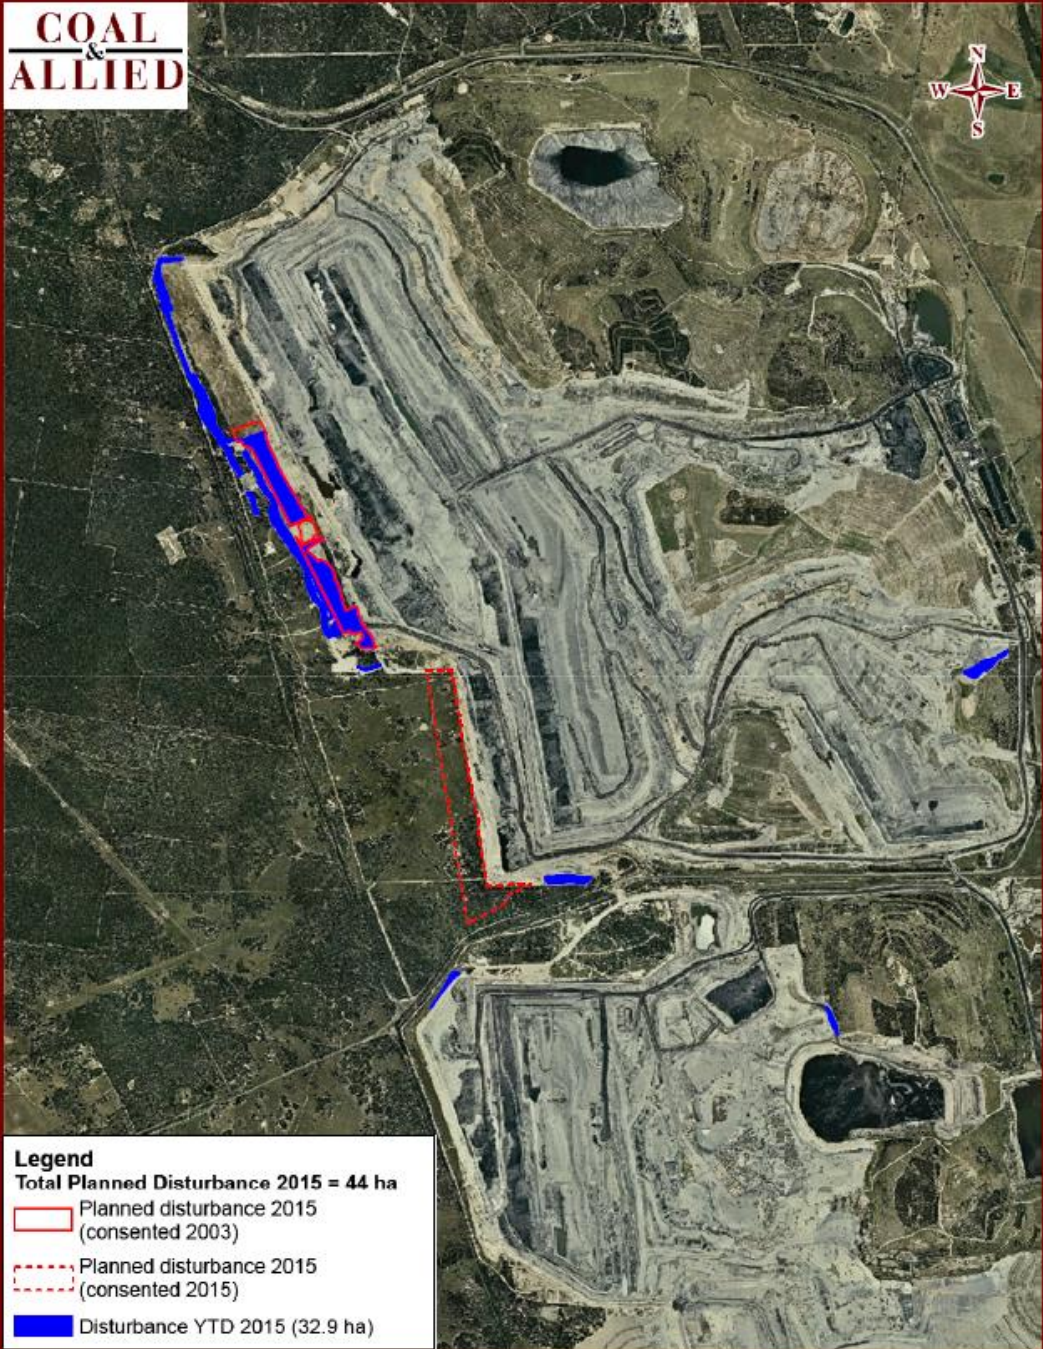 COAL
&
ALLIED
N
W E
S
Legend
Total Planned Disturbance 2015 = 44 ha
Planned disturbance 2015
(consented 2003)
Planned disturbance 2015
(consented 2015)
Disturbance YTD 2015 (32.9 ha)